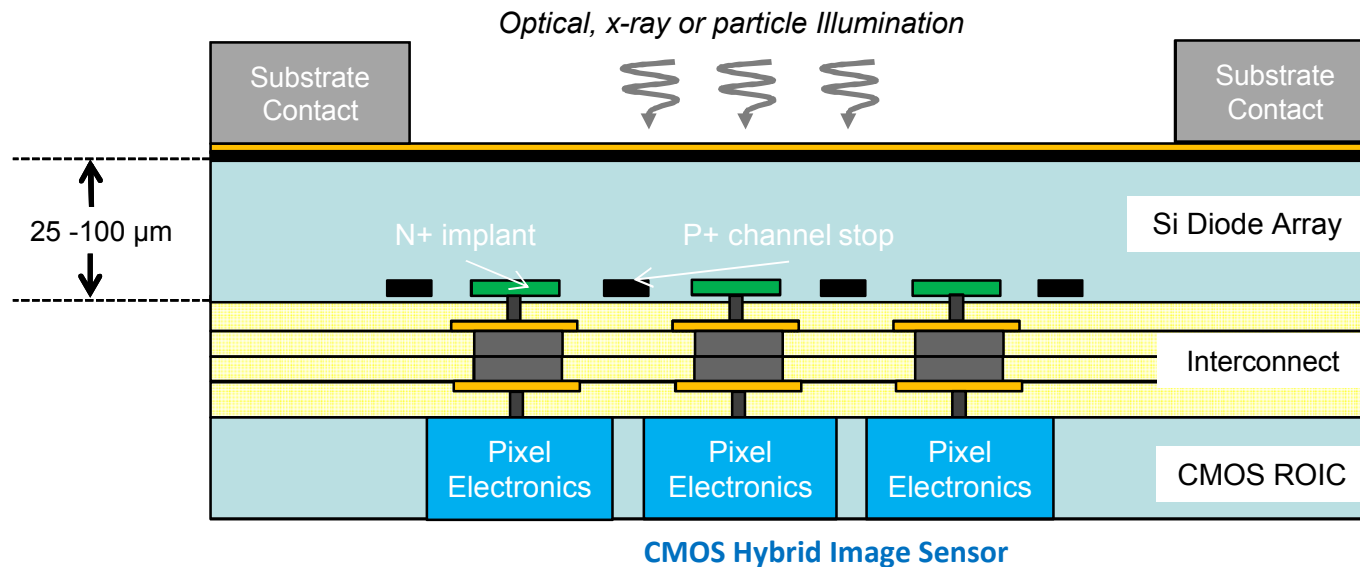 Optical, x-ray or particle Illumination
Substrate
Contact
Substrate
Contact
25 -100 µm
Si Diode Array
N+ implant
P+ channel stop
Interconnect
Pixel
Electronics
Pixel
Electronics
Pixel
Electronics
CMOS ROIC
CMOS Hybrid Image Sensor